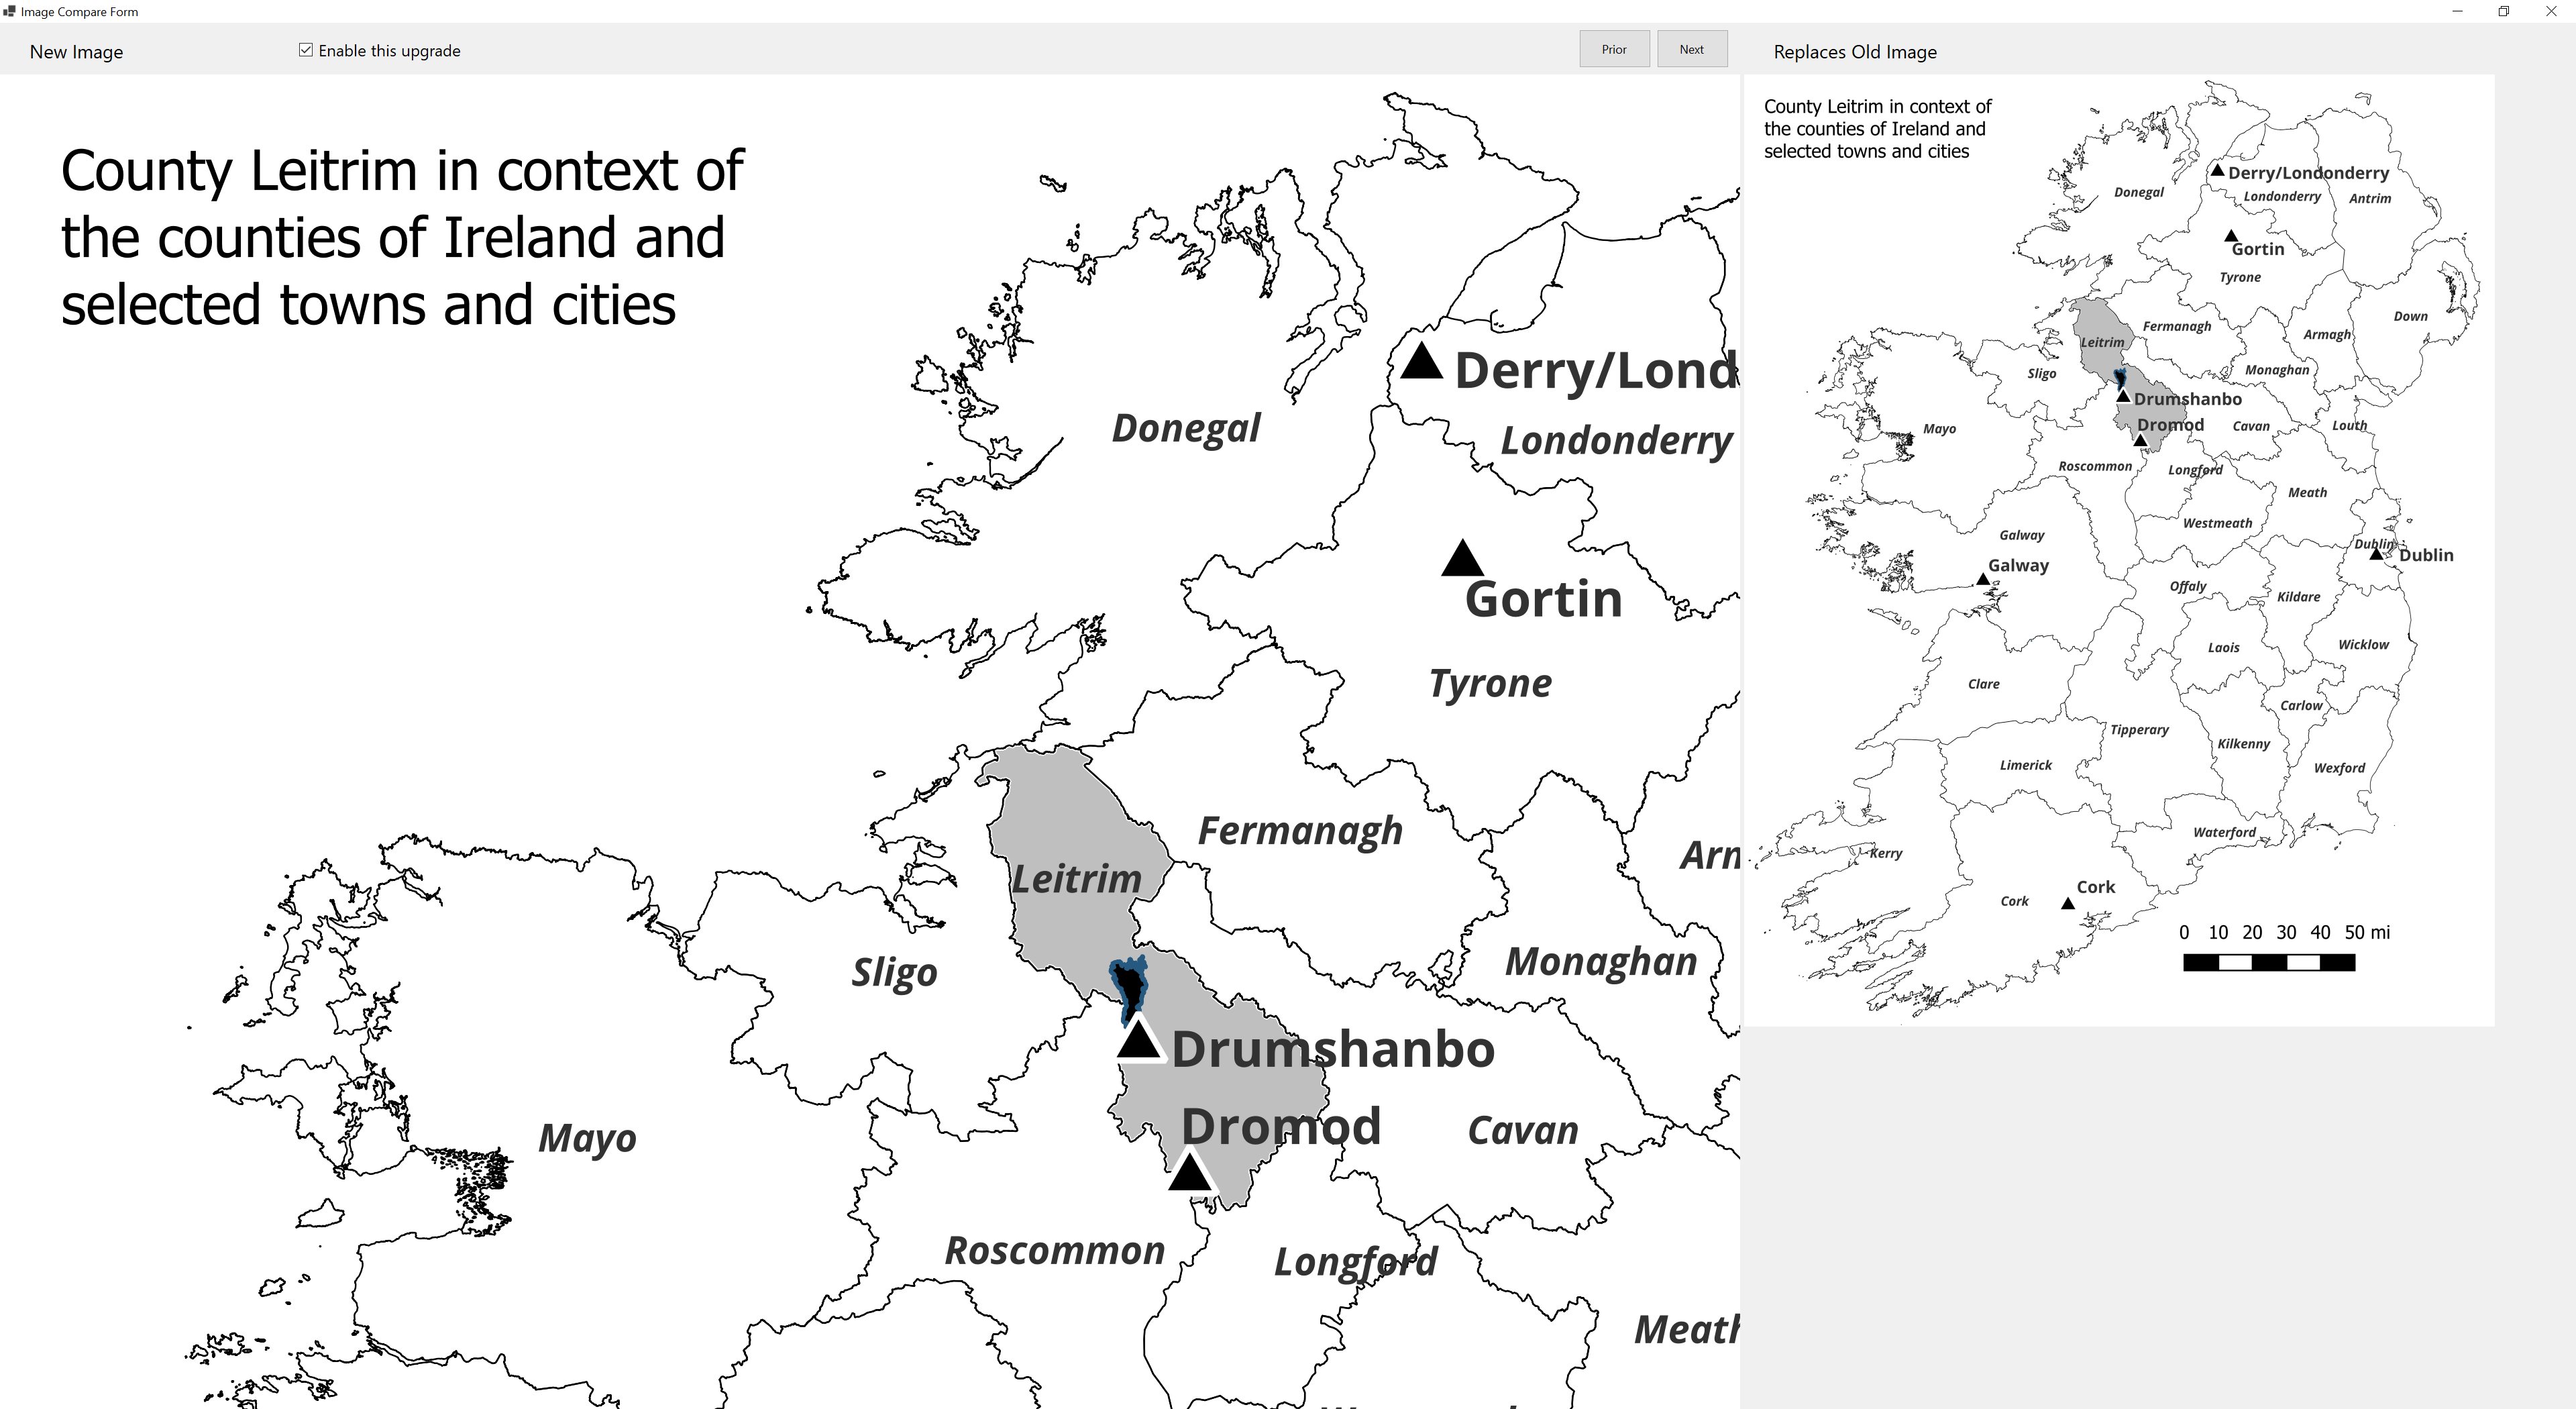 Image Compare Form
New Image
Enable this upgrade
Prior
Next
Replaces Old Image
County Leitrim in context of
the counties of Ireland and
selected towns and cities
Derry/Lond
Donegal
Londonderry
Gortin
Tyrone
Fermanagh
Arm
Leitrim
Monaghan
Sligo
Drumshanbo
Dromod
Cavan
Mayo
Roscommon
Longford
Meath
County Leitrim in context of
the counties of Ireland and
selected towns and cities
Derry/Londonderry
Donegal
Londonderry
Antrim
Gortin
Tyrone
Down
Fermanagh
Armagh
Leitrim
Monaghan
Sligo
Drumshanbo
Dromod
Cavan
Louth
Mayo
Roscommon
Longford
Meath
Westmeath
Galway
Dublin
Dublin
Galway
Offaly
Kildare
Laois
Wicklow
Clare
Carlow
Tipperary
Kilkenny
Limerick
Wexford
Waterford
Kerry
Cork
Cork
0 10 20 30 40 50 mi